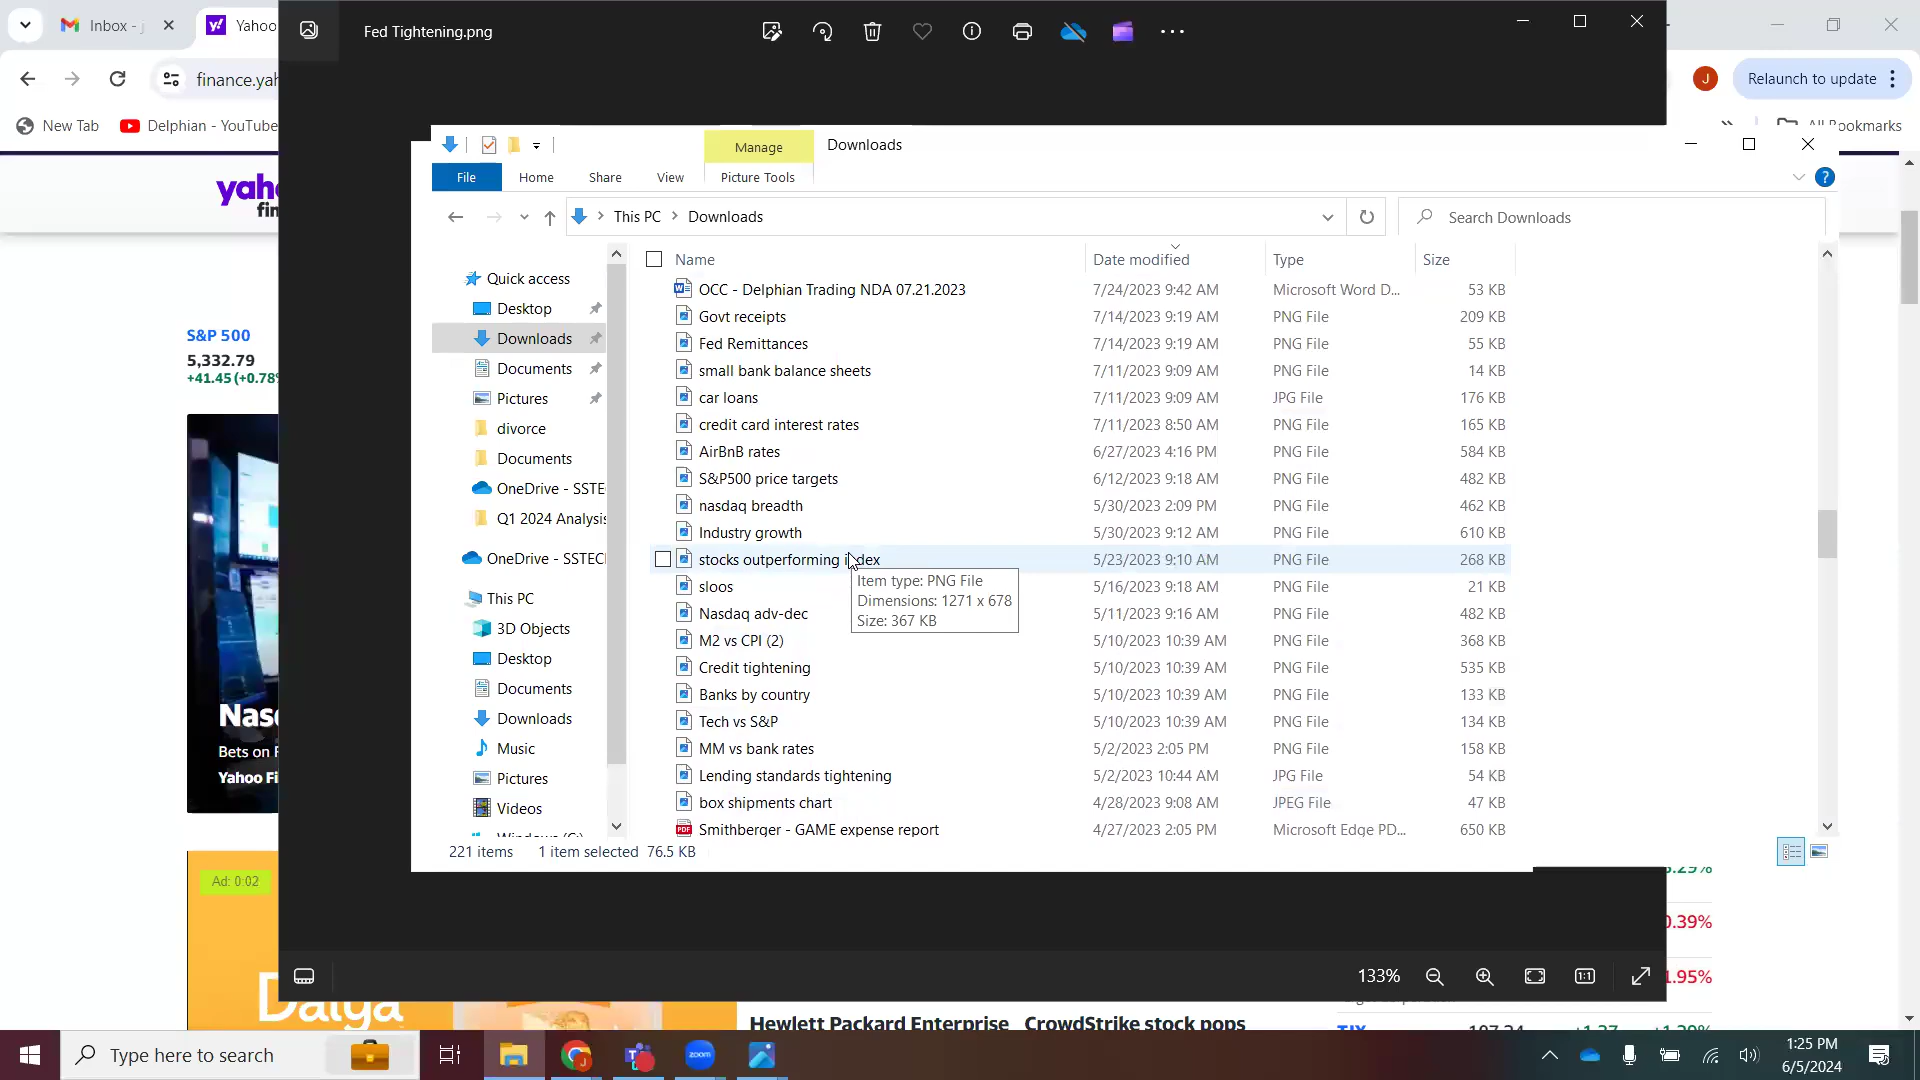 Inbox - j
Yahoo
Fed Tightening.png
finance.yah
J
Relaunch to update
New Tab
Delphian - YouTube
All Bookmarks
Manage
Downloads
File
Home
Share
View
Picture Tools
This PC
Downloads
Search Downloads
Name
Date modified
Type
Size
OCC - Delphian Trading NDA 07.21.2023 7/24/2023 9:42 AM Microsoft Word D... 53 KB
Govt receipts 7/14/2023 9:19 AM PNG File 209 KB
Fed Remittances 7/14/2023 9:19 AM PNG File 55 KB
small bank balance sheets 7/11/2023 9:09 AM PNG File 14 KB
car loans 7/11/2023 9:09 AM JPG File 176 KB
credit card interest rates 7/11/2023 8:50 AM PNG File 165 KB
AirBnB rates 6/27/2023 4:16 PM PNG File 584 KB
S&P500 price targets 6/12/2023 9:18 AM PNG File 482 KB
nasdaq breadth 5/30/2023 2:09 PM PNG File 462 KB
Industry growth 5/30/2023 9:12 AM PNG File 610 KB
stocks outperforming index 5/23/2023 9:10 AM PNG File 268 KB
sloos 5/16/2023 9:18 AM PNG File 21 KB
Nasdaq adv-dec 5/11/2023 9:16 AM PNG File 482 KB
M2 vs CPI (2) 5/10/2023 10:39 AM PNG File 368 KB
Credit tightening 5/10/2023 10:39 AM PNG File 535 KB
Banks by country 5/10/2023 10:39 AM PNG File 133 KB
Tech vs S&P 5/10/2023 10:39 AM PNG File 134 KB
MM vs bank rates 5/2/2023 2:05 PM PNG File 158 KB
Lending standards tightening 5/2/2023 10:44 AM JPG File 54 KB
box shipments chart 4/28/2023 9:08 AM JPEG File 47 KB
Smithberger - GAME expense report 4/27/2023 2:05 PM Microsoft Edge PD... 650 KB
Item type: PNG File
Dimensions: 1271 x 678
Size: 367 KB
Quick access
Desktop
Downloads
Documents
Pictures
divorce
Documents
OneDrive - SSTE
Q1 2024 Analysis
OneDrive - SSTEC
This PC
3D Objects
Desktop
Documents
Downloads
Music
Pictures
Videos
221 items 1 item selected 76.5 KB
yaho
fin
S&P 500
5,332.79
+41.45 (+0.78%
Nas
Bets on
Yahoo Fi
Ad: 0:02
Dalga
133%
1:1
0.39%
1.95%
Hewlett Packard Enterprise CrowdStrike stock pops
Type here to search
zoom
1:25 PM
6/5/2024